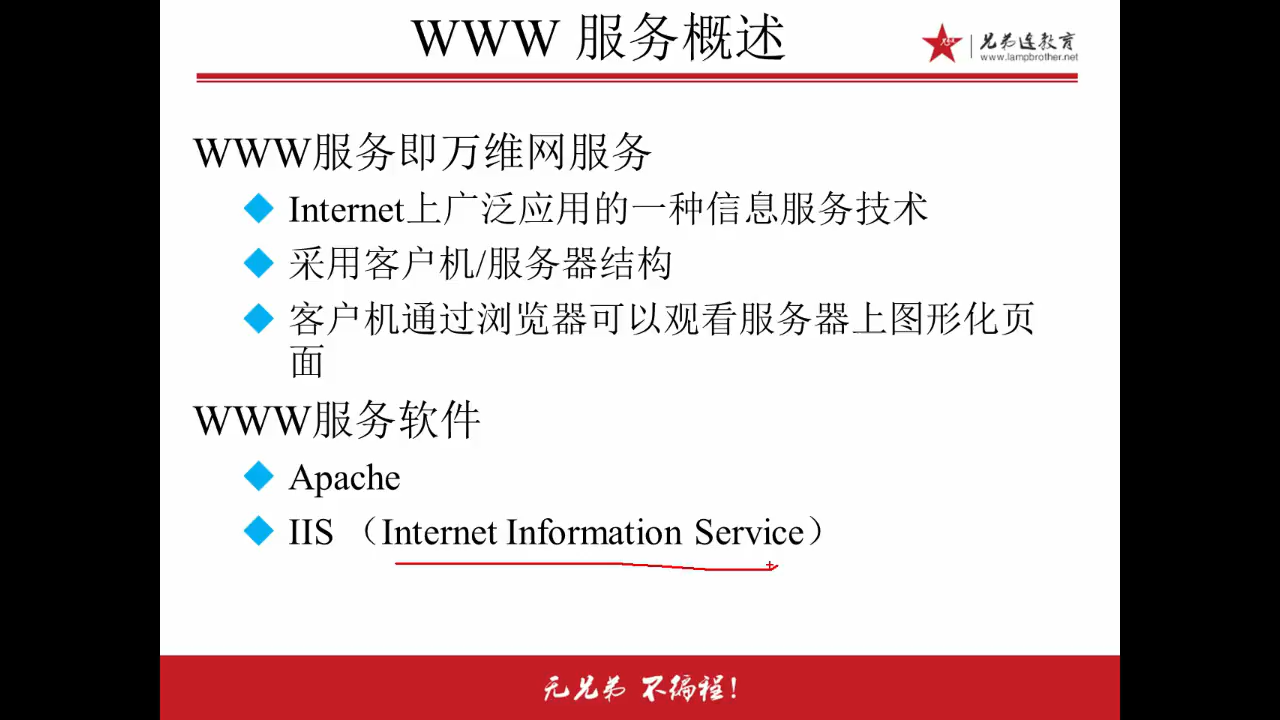 WWW 服务概述
兄弟连教育
www.lampbrother.net
WWW服务即万维网服务
Internet上广泛应用的一种信息服务技术
采用客户机/服务器结构
客户机通过浏览器可以观看服务器上图形化页
面
WWW服务软件
Apache
IIS （Internet Information Service）
无兄弟 不编程！